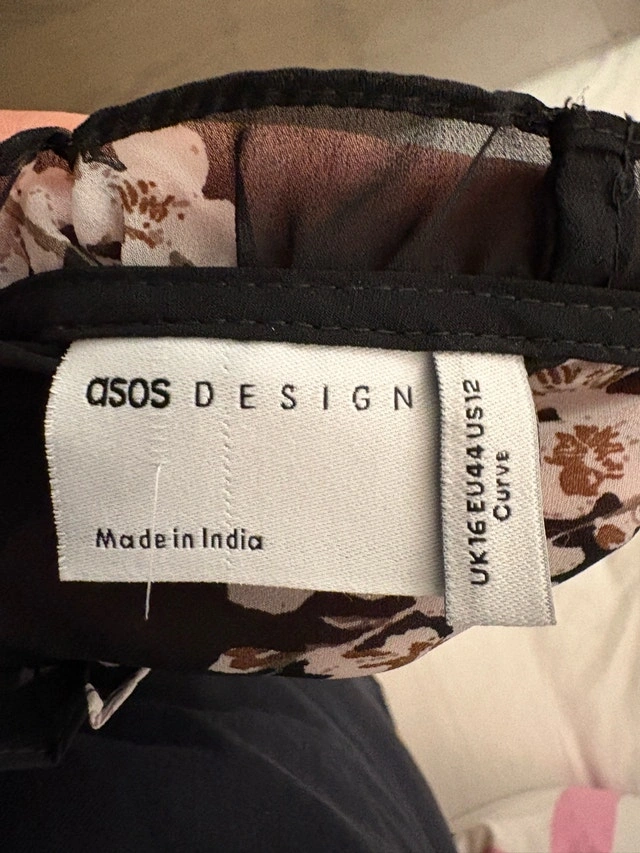 asos DESIGN
Made in India
UK16 EU44 US12
Curve